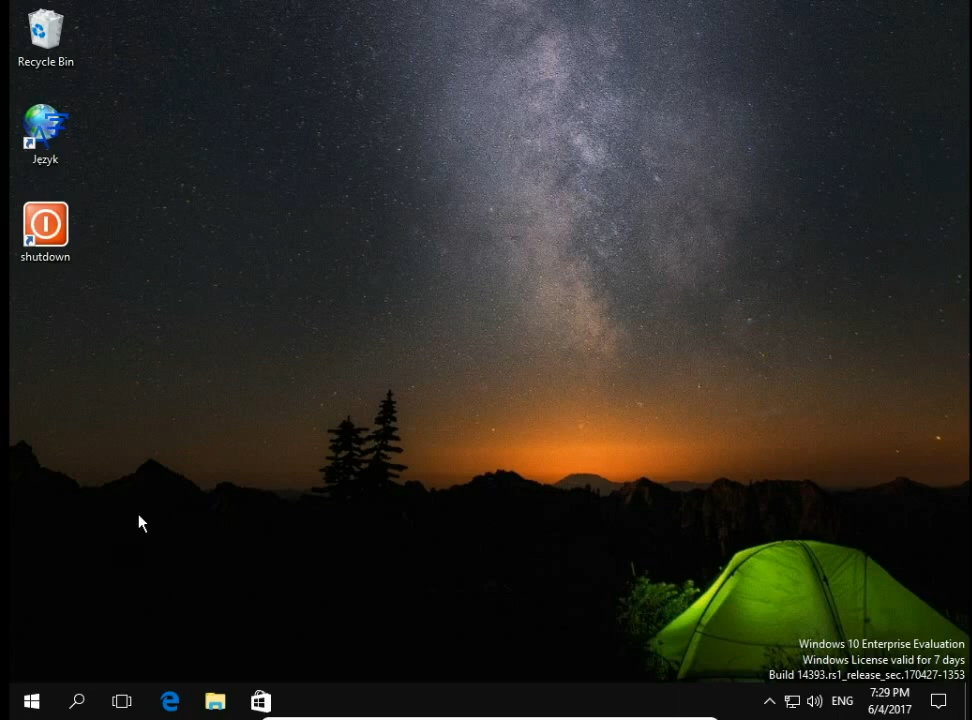 Recycle Bin
Język
shutdown
Windows 10 Enterprise Evaluation
Windows License valid for 7 days
Build 14393.rs1_release_sec.170427-1353
ENG
7:29 PM
6/4/2017